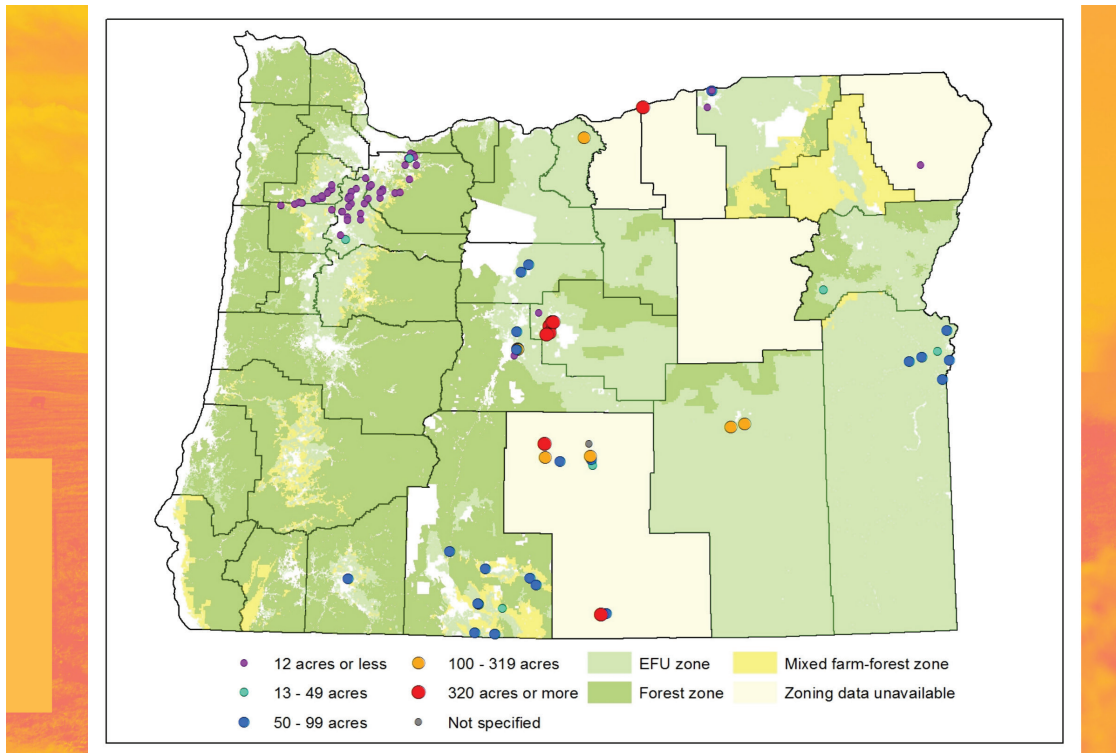 12 acres or less
100 - 319 acres
EFU zone
Mixed farm-forest zone
13 - 49 acres
320 acres or more
Forest zone
Zoning data unavailable
50 - 99 acres
Not specified